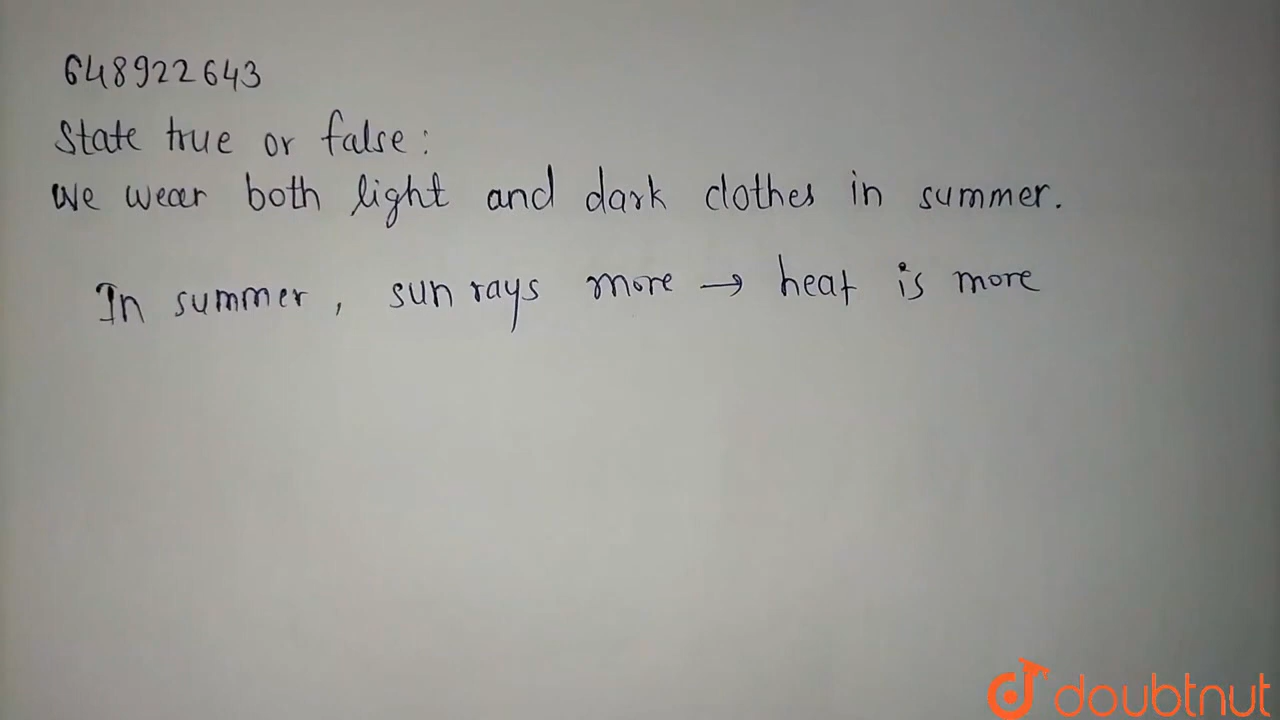 648922643
State true or false:
We wear both light and dark clothes in summer.
In summer, sun rays more → heat is more
doubtnut